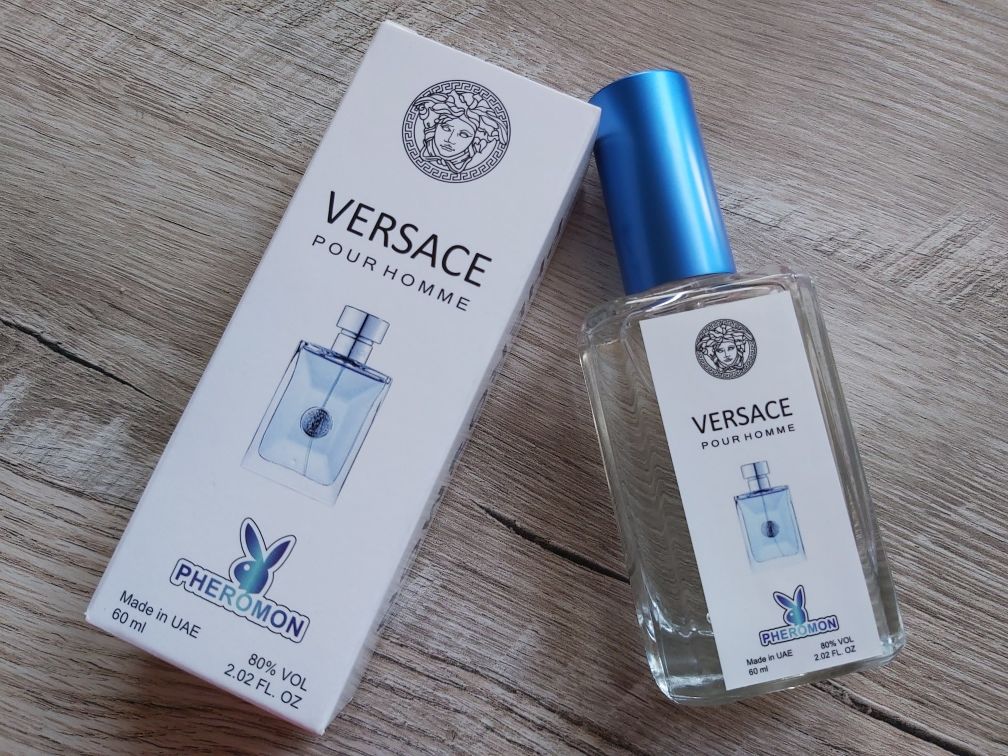 VERSACE
POUR HOMME
PHEROMON
Made in UAE
60 ml
80% VOL
2.02 FL. OZ
VERSACE
POUR HOMME
PHEROMON
Made in UAE
60 ml
80% VOL
2.02 FL. OZ